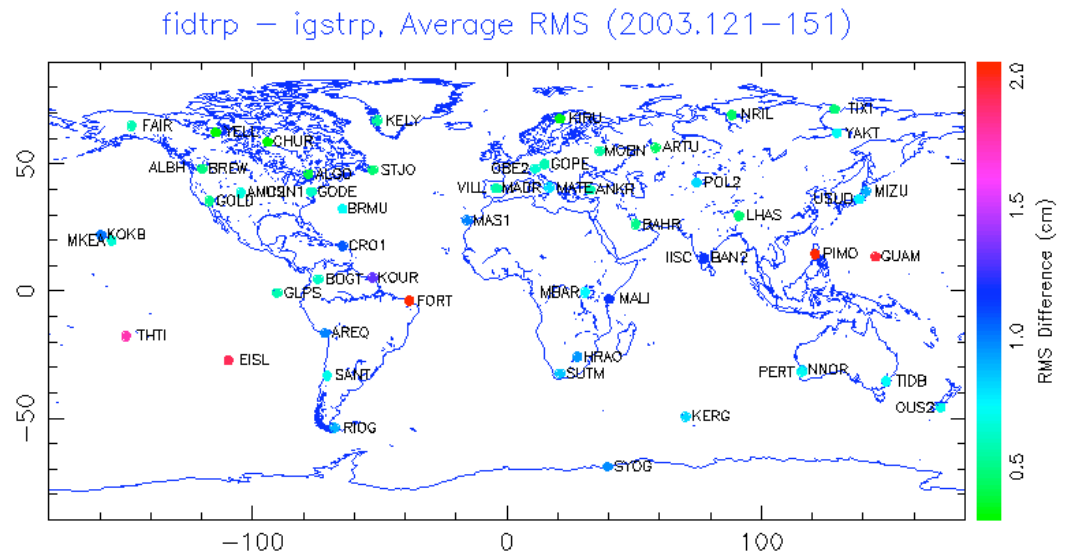 fidtrp – igstrp, Average RMS (2003.121–151)
2.0
1.5
1.0
0.5
RMS Difference (cm)
50
0
−50
−100
0
100
KELY
KIRU
NRIL
TIXI
FAIR
YELL
CHUR
YAKT
MOBN
ARTU
ALBH
BREW
ALGO
STJO
OBE2
GOPE
POL2
AMC2
GODE
GOLD
VILL
MADR
MATE
ANKR
USUD
MIZU
BRMU
MAS1
BAHR
LHAS
KOKB
MKEA
CRO1
IISC
BAN2
PIMO
GUAM
BOGT
KOUR
GLPS
FORT
MBAR
MALI
THTI
AREQ
EISL
SANT
HRAO
SUTM
PERT
NNOR
TIDB
OUS2
KERG
RIOG
SYOG